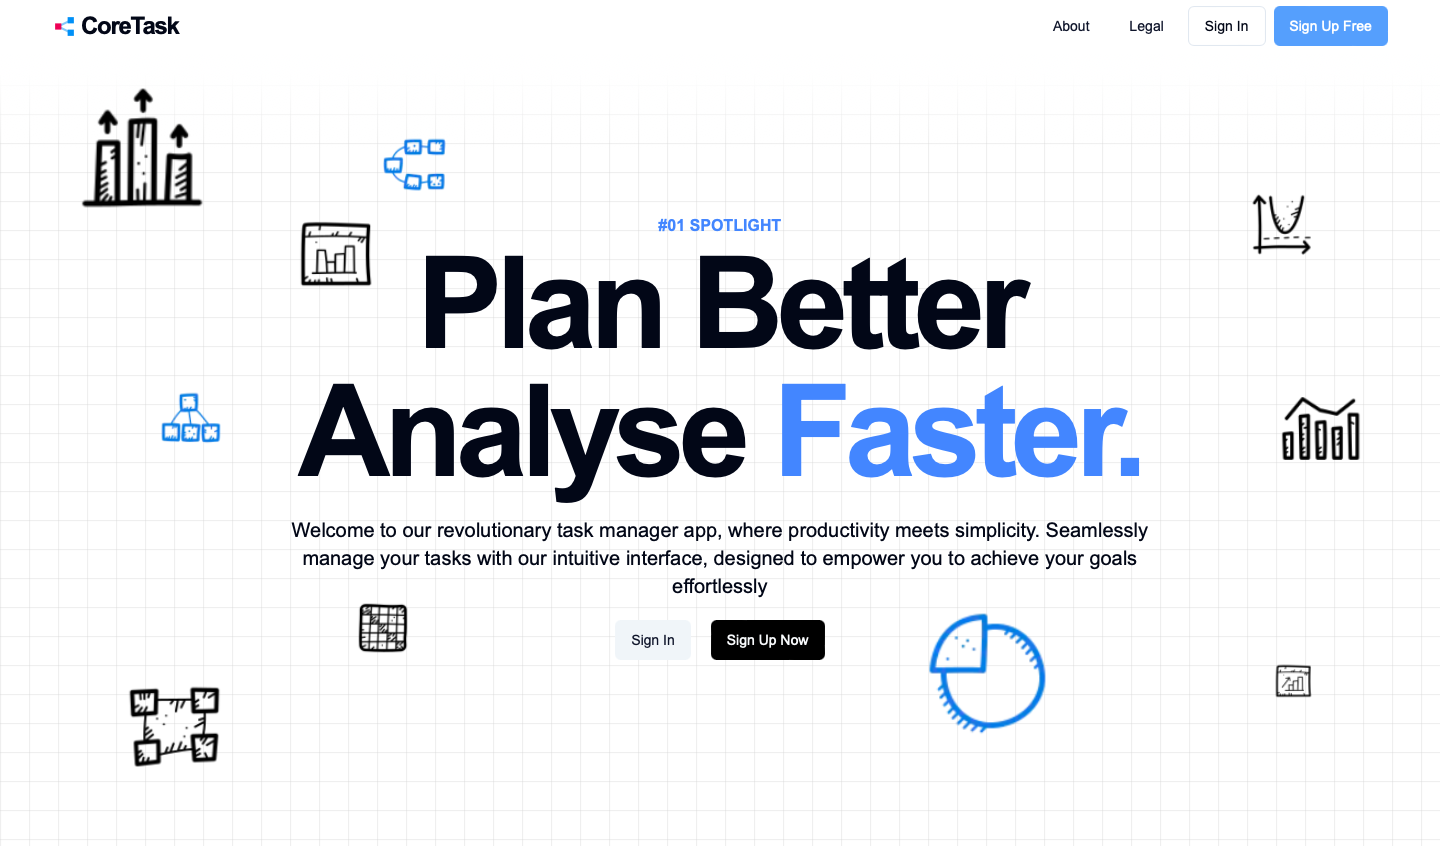 CoreTask
About
Legal
Sign In
Sign Up Free
#01 SPOTLIGHT
Plan Better
Analyse Faster.
Welcome to our revolutionary task manager app, where productivity meets simplicity. Seamlessly
manage your tasks with our intuitive interface, designed to empower you to achieve your goals
effortlessly
Sign In
Sign Up Now